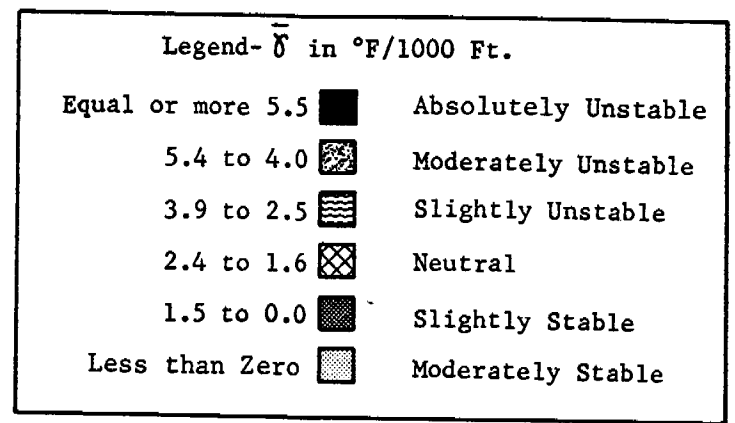 Legend- γ̄ in °F/1000 Ft.
Equal or more 5.5 Absolutely Unstable
5.4 to 4.0 Moderately Unstable
3.9 to 2.5 Slightly Unstable
2.4 to 1.6 Neutral
1.5 to 0.0 Slightly Stable
Less than Zero Moderately Stable